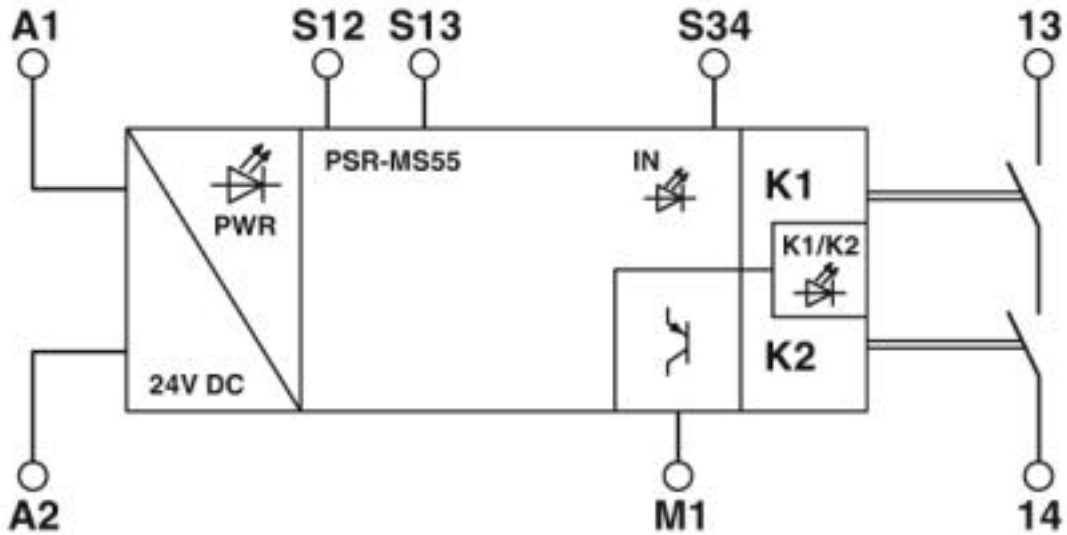 A1 S12 S13 S34 13
PSR-MS55 IN
K1
PWR
K1/K2
K2
24V DC
A2 M1 14